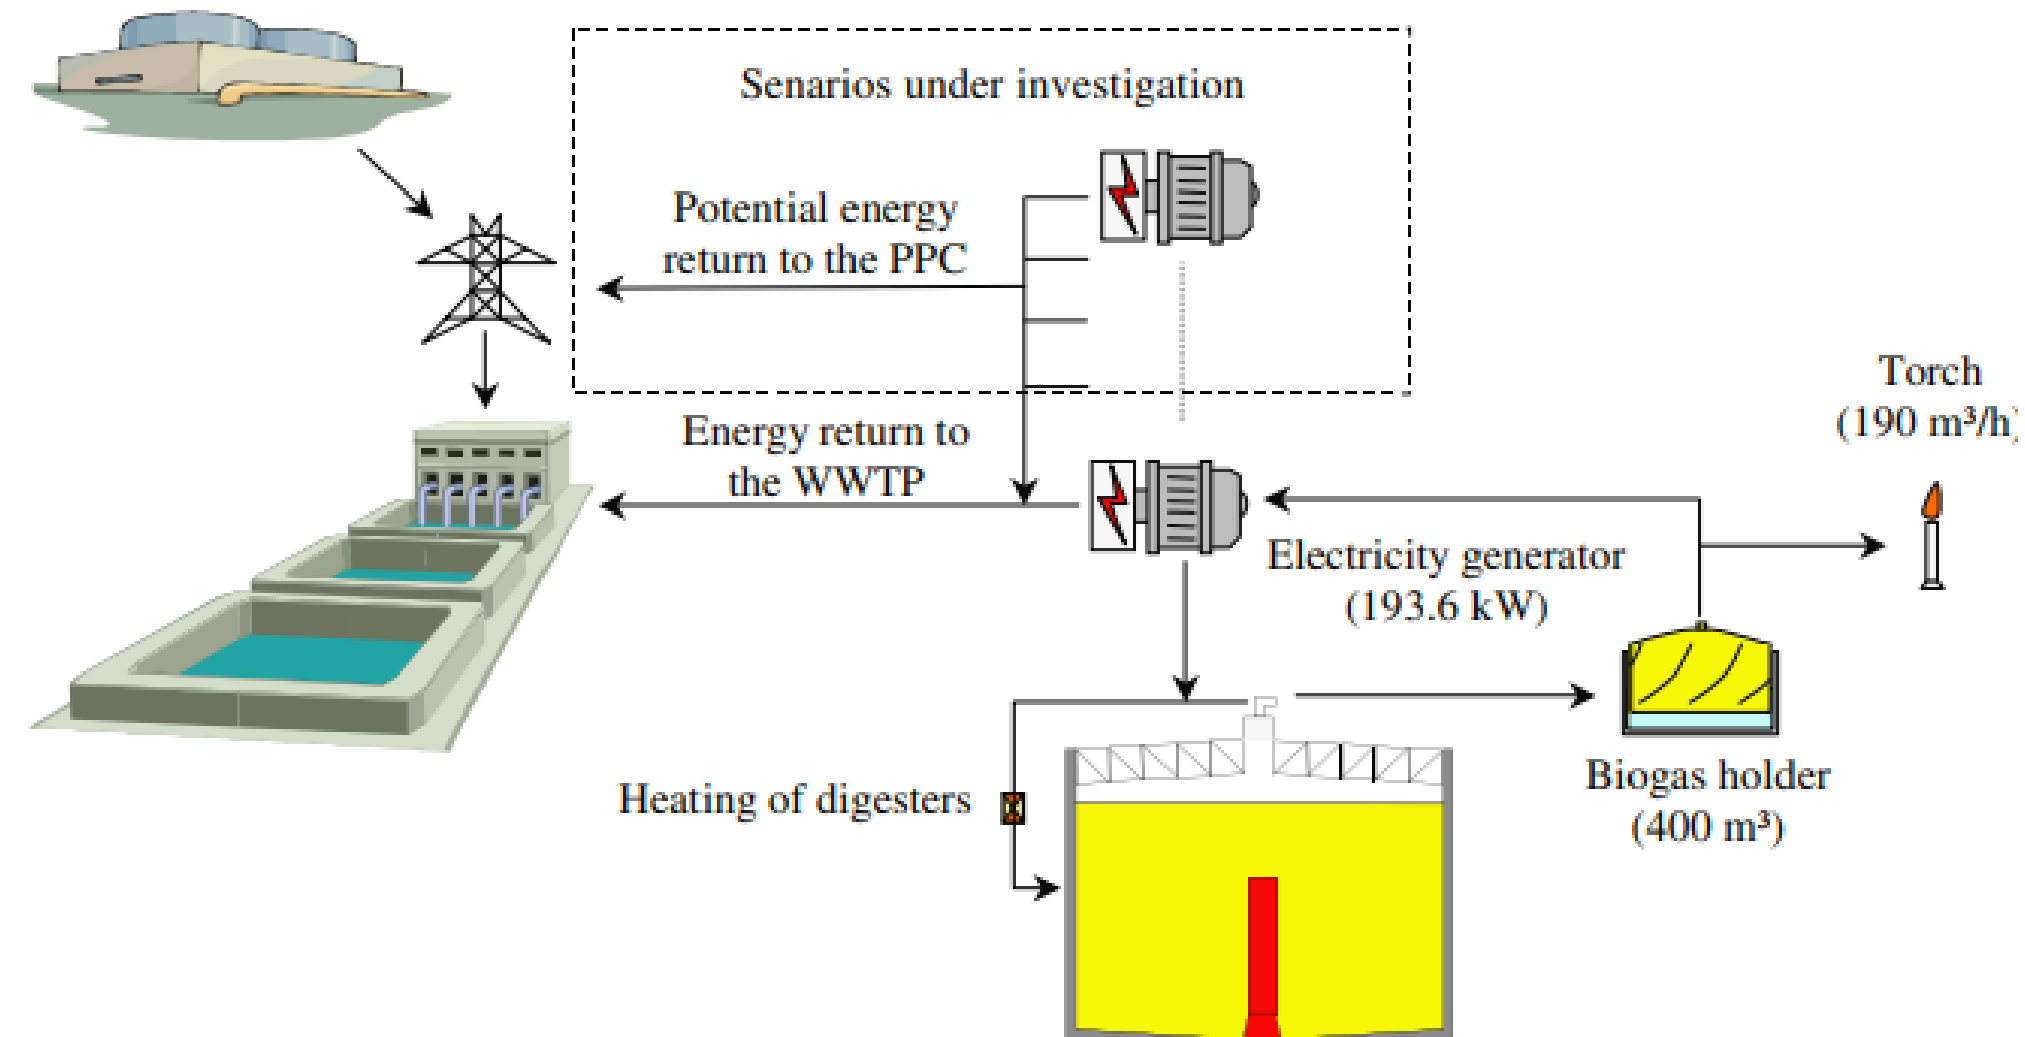 Senarios under investigation
Potential energy
return to the PPC
Energy return to
the WWTP
Torch
(190 m³/h)
Electricity generator
(193.6 kW)
Heating of digesters
Biogas holder
(400 m³)